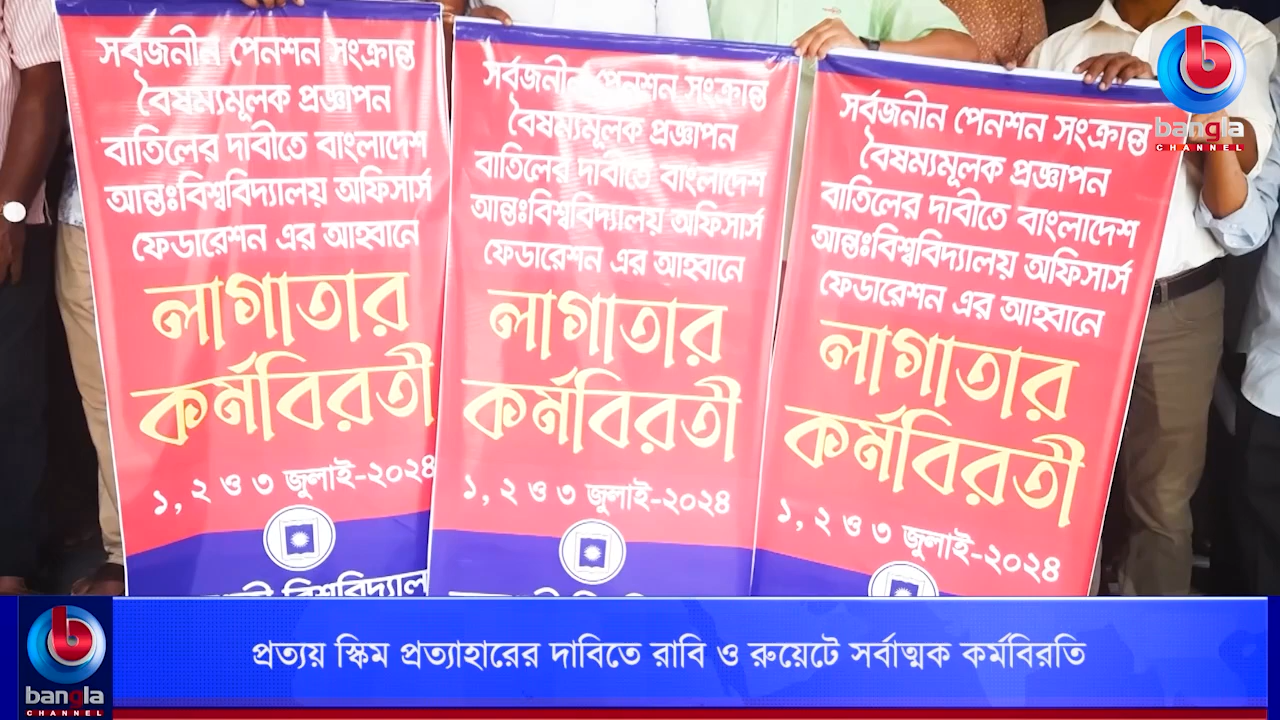 সর্বজনীন পেনশন সংক্রান্ত
বৈষম্যমূলক প্রজ্ঞাপন
বাতিলের দাবীতে বাংলাদেশ
আন্তঃবিশ্ববিদ্যালয় অফিসার্স
ফেডারেশন এর আহ্বানে
লাগাতার
কর্মবিরতী
১, ২ ও ৩ জুলাই-২০২৪
সর্বজনীন পেনশন সংক্রান্ত
বৈষম্যমূলক প্রজ্ঞাপন
বাতিলের দাবীতে বাংলাদেশ
আন্তঃবিশ্ববিদ্যালয় অফিসার্স
ফেডারেশন এর আহ্বানে
লাগাতার
কর্মবিরতী
১, ২ ও ৩ জুলাই-২০২৪
সর্বজনীন পেনশন সংক্রান্ত
বৈষম্যমূলক প্রজ্ঞাপন
বাতিলের দাবীতে বাংলাদেশ
আন্তঃবিশ্ববিদ্যালয় অফিসার্স
ফেডারেশন এর আহ্বানে
লাগাতার
কর্মবিরতী
১, ২ ও ৩ জুলাই-২০২৪
bangla
CHANNEL
প্রত্যয় স্কিম প্রত্যাহারের দাবিতে রাবি ও রুয়েটে সর্বাত্মক কর্মবিরতি
bangla
CHANNEL